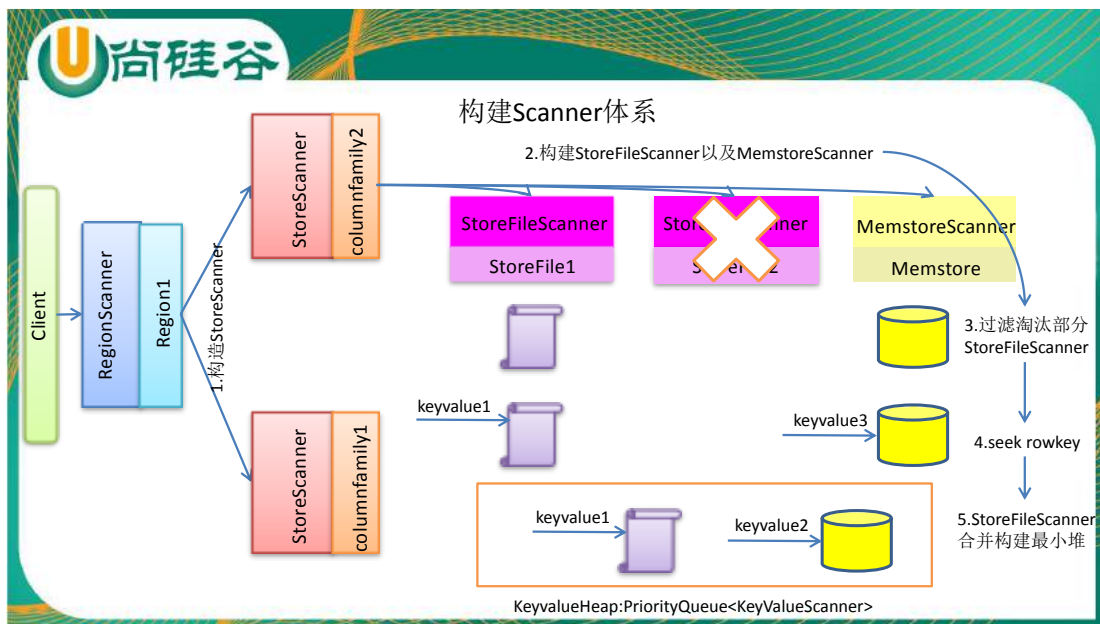 尚硅谷
构建Scanner体系
2.构建StoreFileScanner以及MemstoreScanner
Client
RegionScanner
Region1
1.构造StoreScanner
StoreScanner
columnfamily2
StoreScanner
columnfamily1
StoreFileScanner
StoreFile1
MemstoreScanner
Memstore
3.过滤淘汰部分
StoreFileScanner
keyvalue1
keyvalue3
4.seek rowkey
keyvalue1
keyvalue2
5.StoreFileScanner
合并构建最小堆
KeyvalueHeap:PriorityQueue<KeyValueScanner>